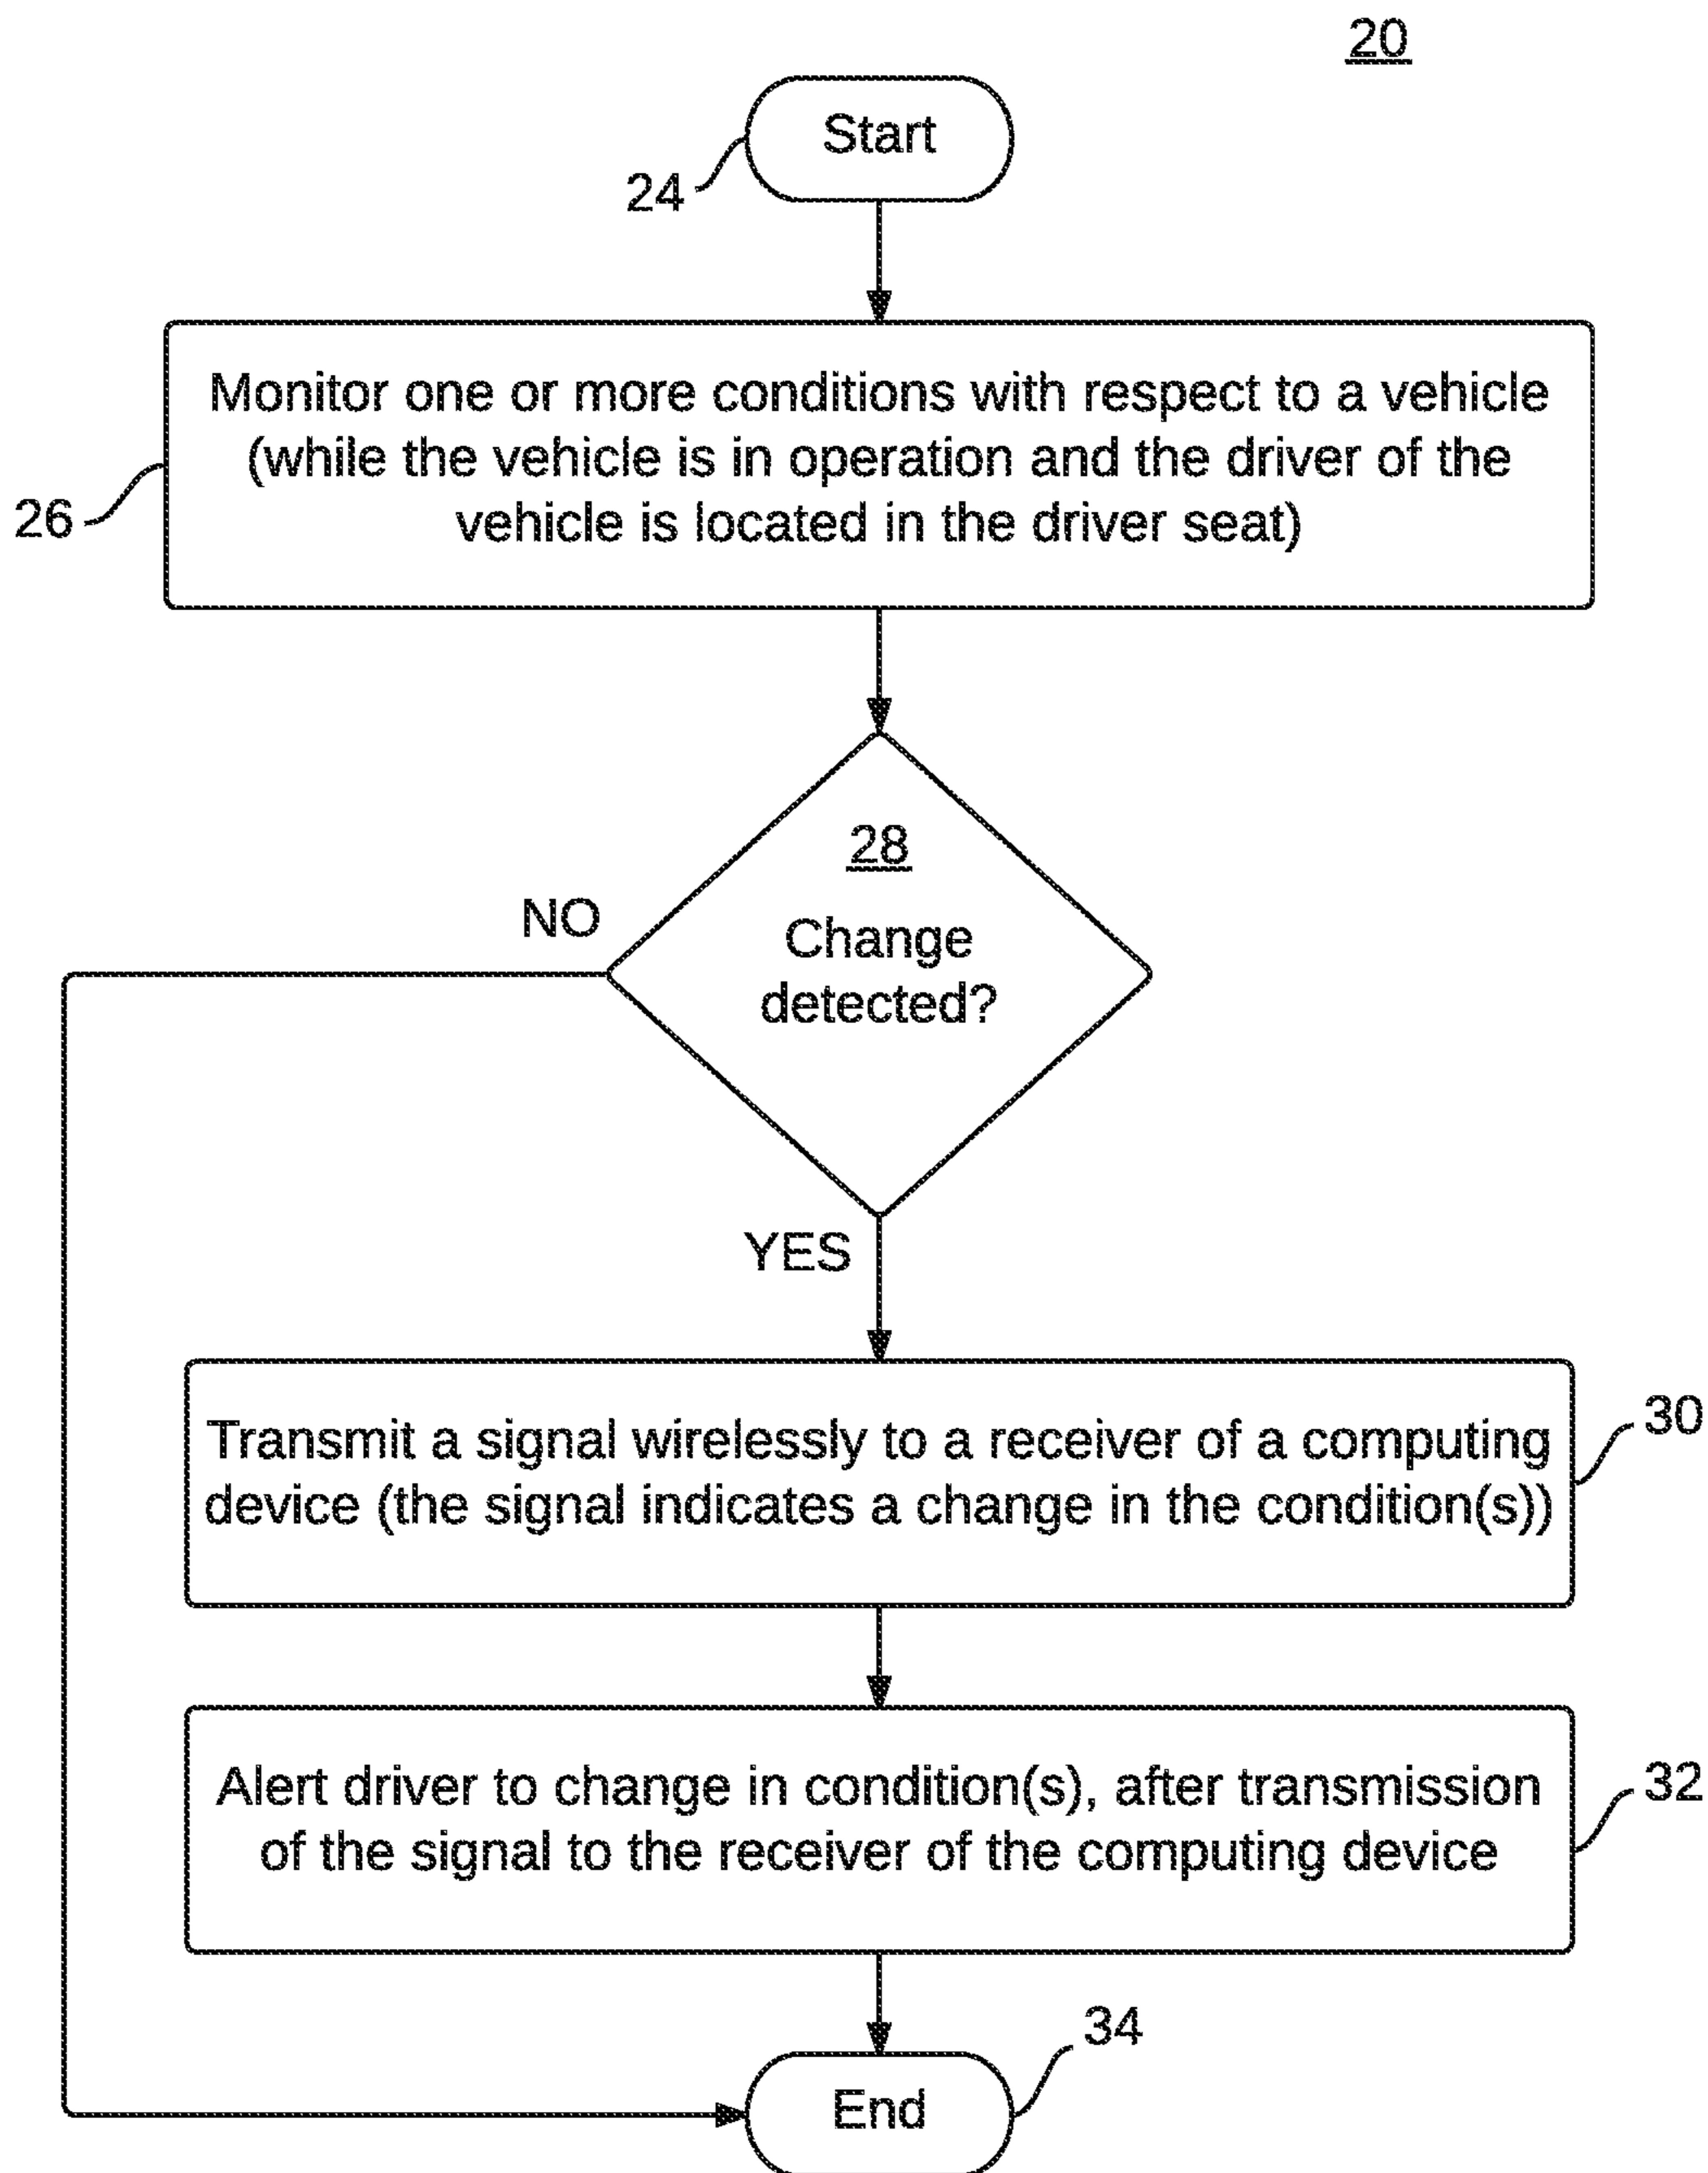 20
Start
24
Monitor one or more conditions with respect to a vehicle
(while the vehicle is in operation and the driver of the
vehicle is located in the driver seat)
26
28
Change
detected?
NO
YES
Transmit a signal wirelessly to a receiver of a computing
device (the signal indicates a change in the condition(s))
30
Alert driver to change in condition(s), after transmission
of the signal to the receiver of the computing device
32
34
End